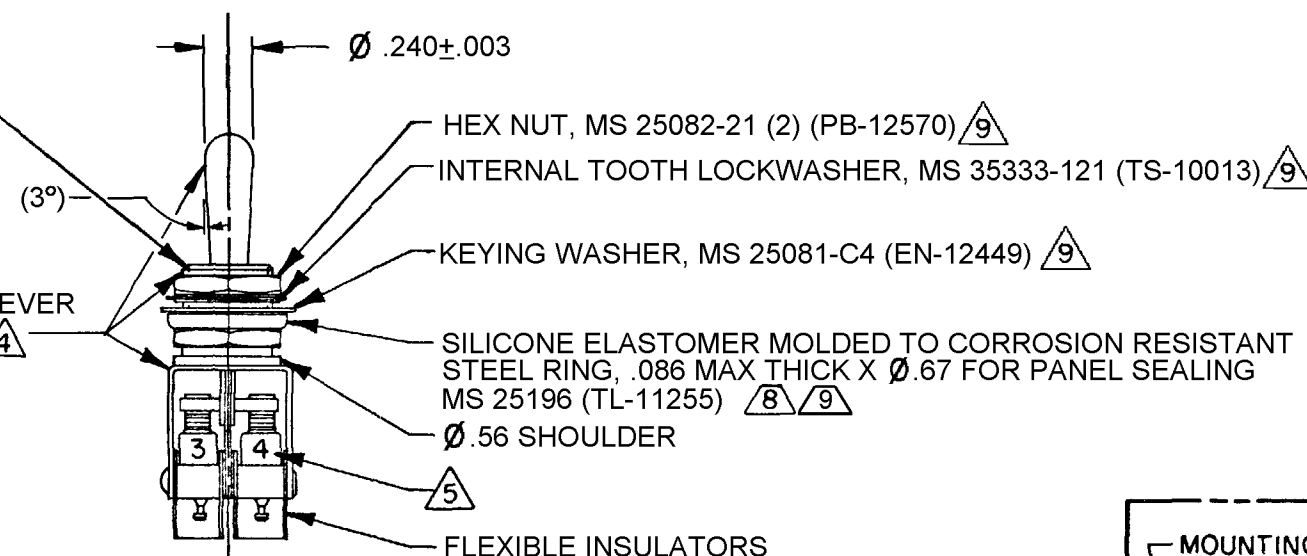 Ø .240±.003
HEX NUT, MS 25082-21 (2) (PB-12570) 9
INTERNAL TOOTH LOCKWASHER, MS 35333-121 (TS-10013) 9
(3º)
KEYING WASHER, MS 25081-C4 (EN-12449) 9
EVER
4
SILICONE ELASTOMER MOLDED TO CORROSION RESISTANT
STEEL RING, .086 MAX THICK X Ø.67 FOR PANEL SEALING
MS 25196 (TL-11255) 8 9
Ø.56 SHOULDER
3 4
5
FLEXIBLE INSULATORS
MOUNTING